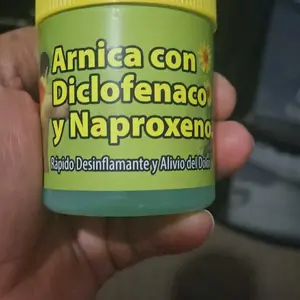 Arnica con
Diclofenaco
y Naproxeno
Rápido Desinflamante y Alivio del Dolor